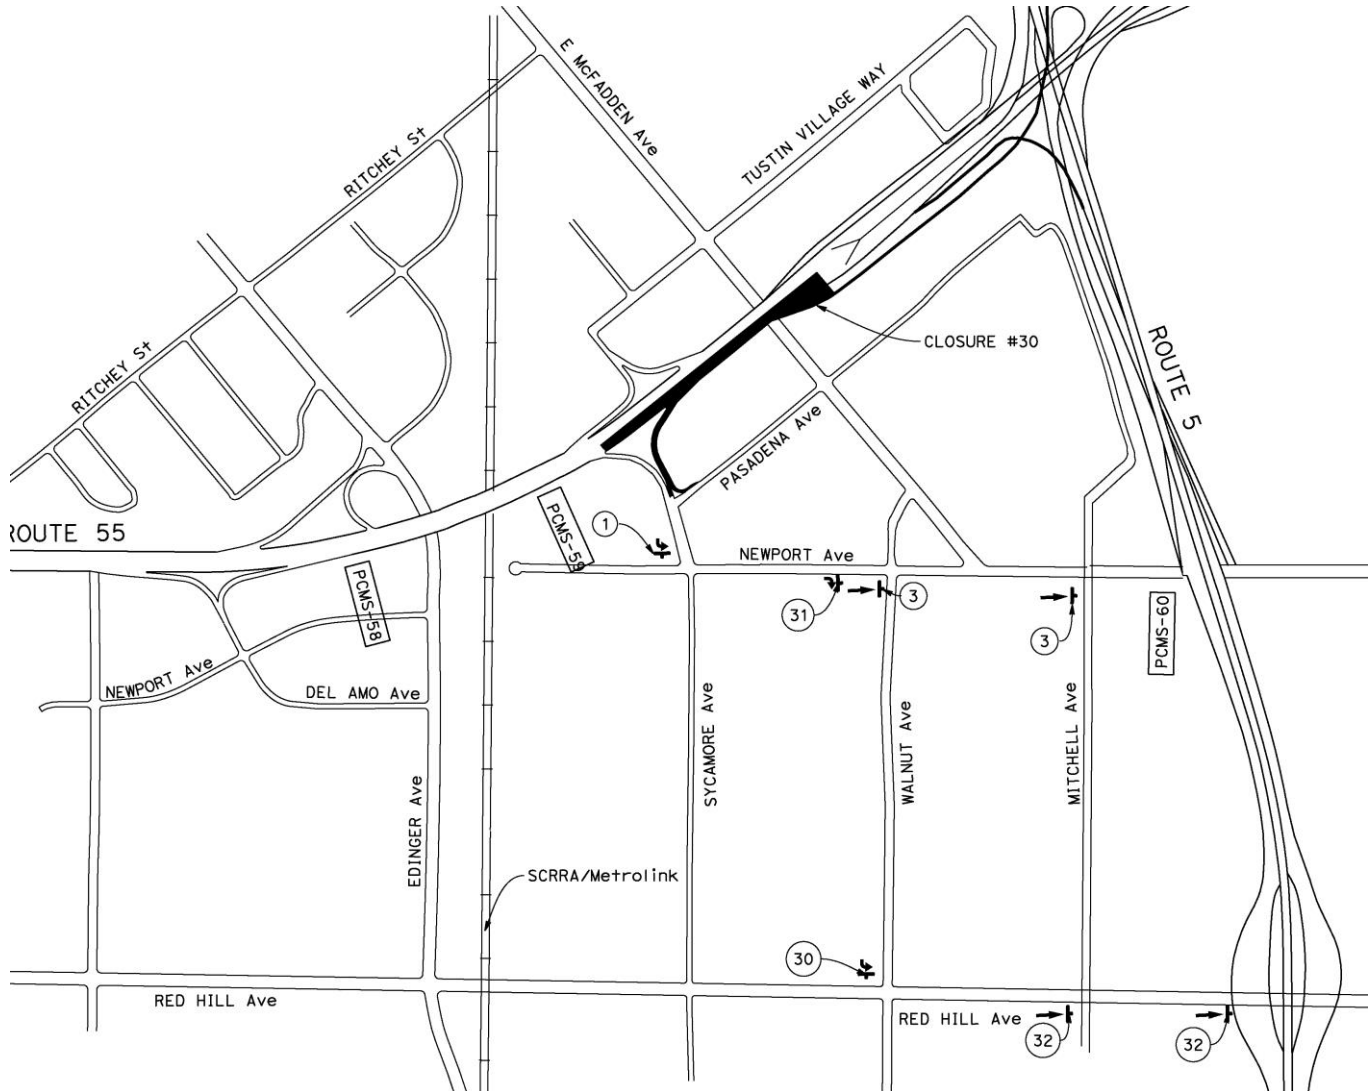 E McFADDEN Ave
TUSTIN VILLAGE WAY
RITCHEY St
RITCHEY St
CLOSURE #30
ROUTE 5
PASADENA Ave
ROUTE 55
PCMS-59
1
NEWPORT Ave
PCMS-58
31
3
3
PCMS-60
NEWPORT Ave
DEL AMO Ave
EDINGER Ave
SYCAMORE Ave
WALNUT Ave
MITCHELL Ave
SCRRA/Metrolink
30
RED HILL Ave
RED HILL Ave
32
32